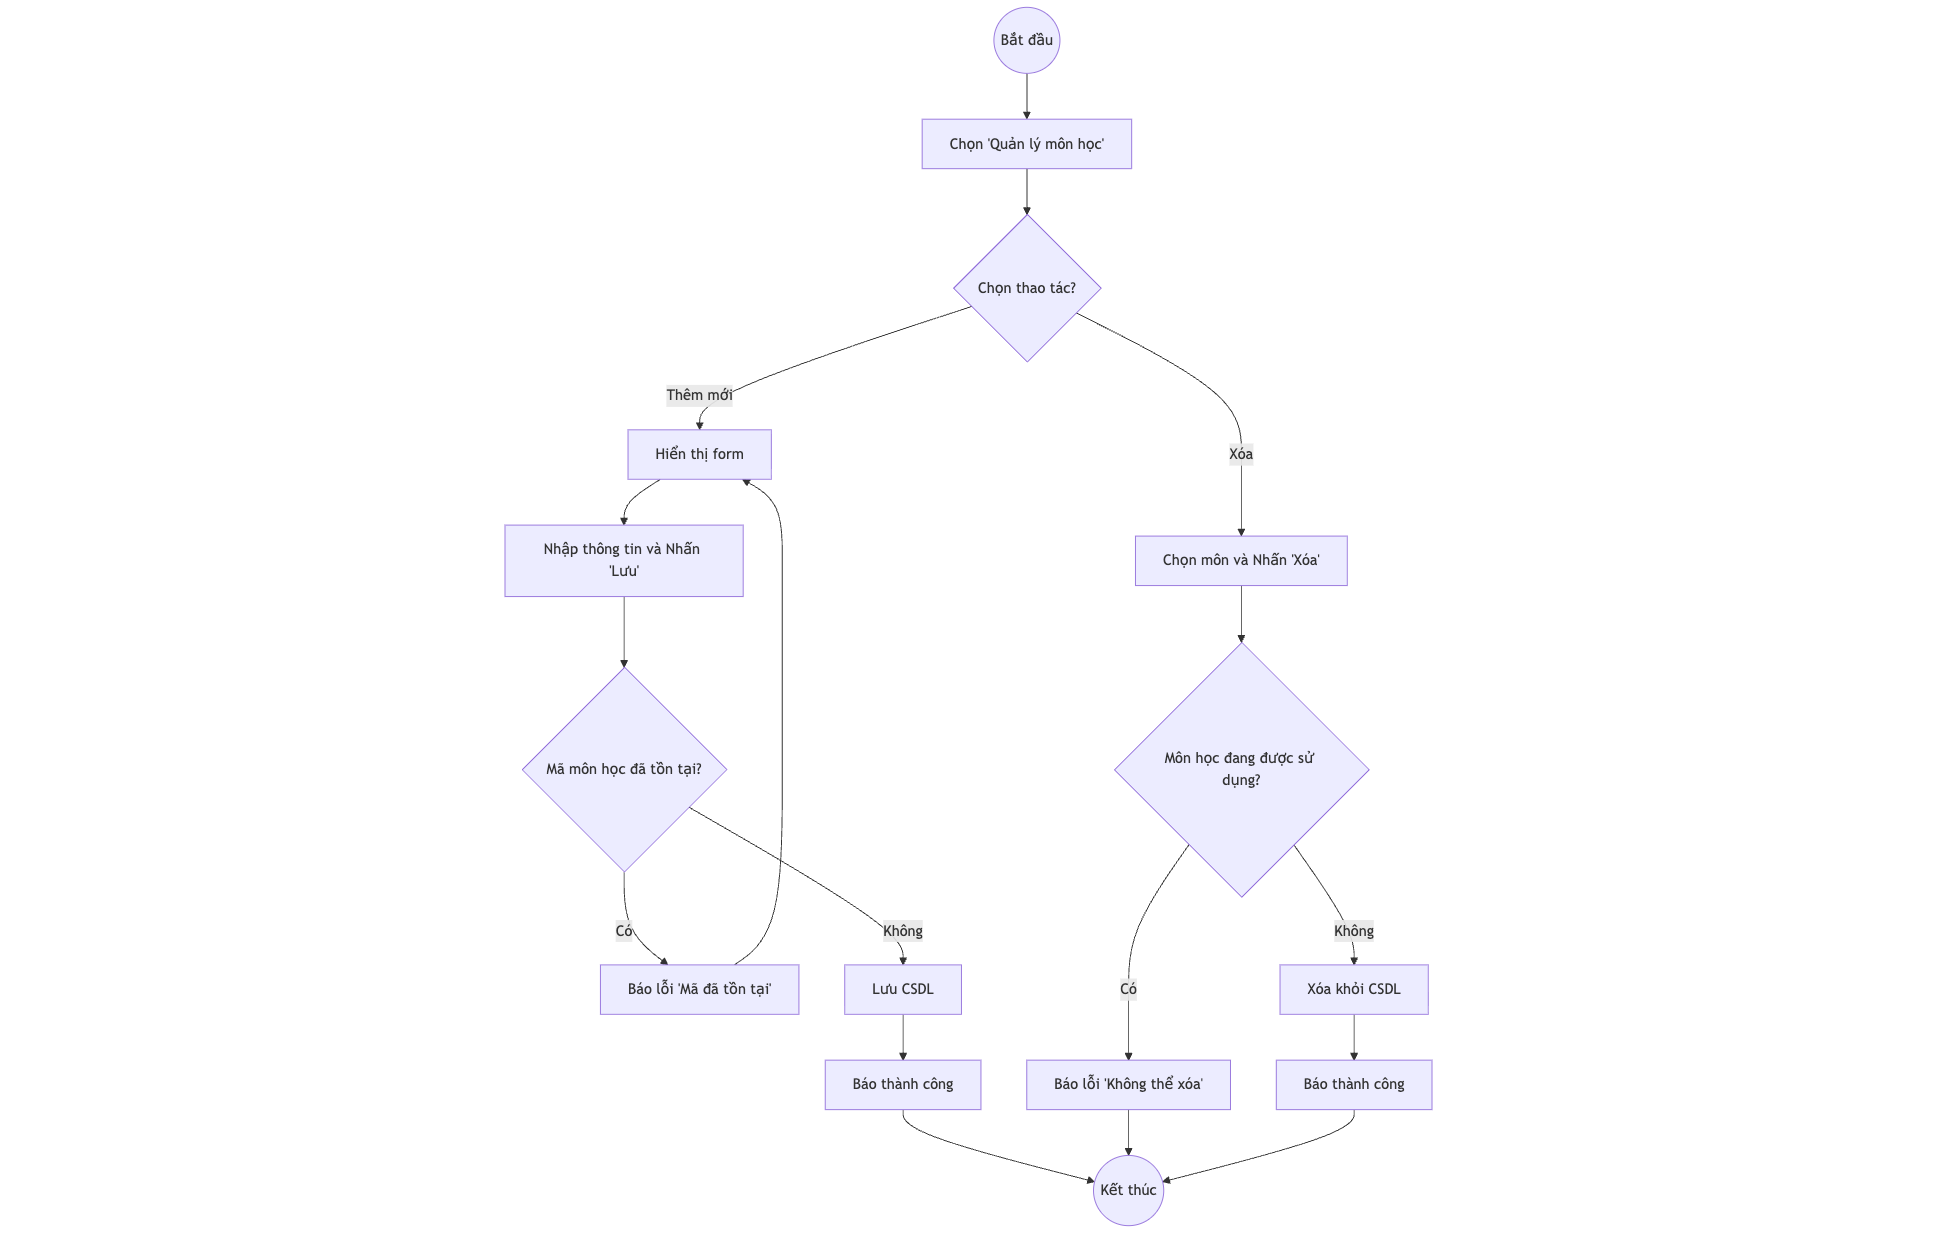 Bắt đầu
Chọn 'Quản lý môn học'
Chọn thao tác?
Thêm mới
Hiển thị form
Xóa
Nhập thông tin và Nhấn
'Lưu'
Chọn môn và Nhấn 'Xóa'
Mã môn học đã tồn tại?
Môn học đang được sử
dụng?
Có
Không
Không
Báo lỗi 'Mã đã tồn tại'
Lưu CSDL
Có
Xóa khỏi CSDL
Báo thành công
Báo lỗi 'Không thể xóa'
Báo thành công
Kết thúc